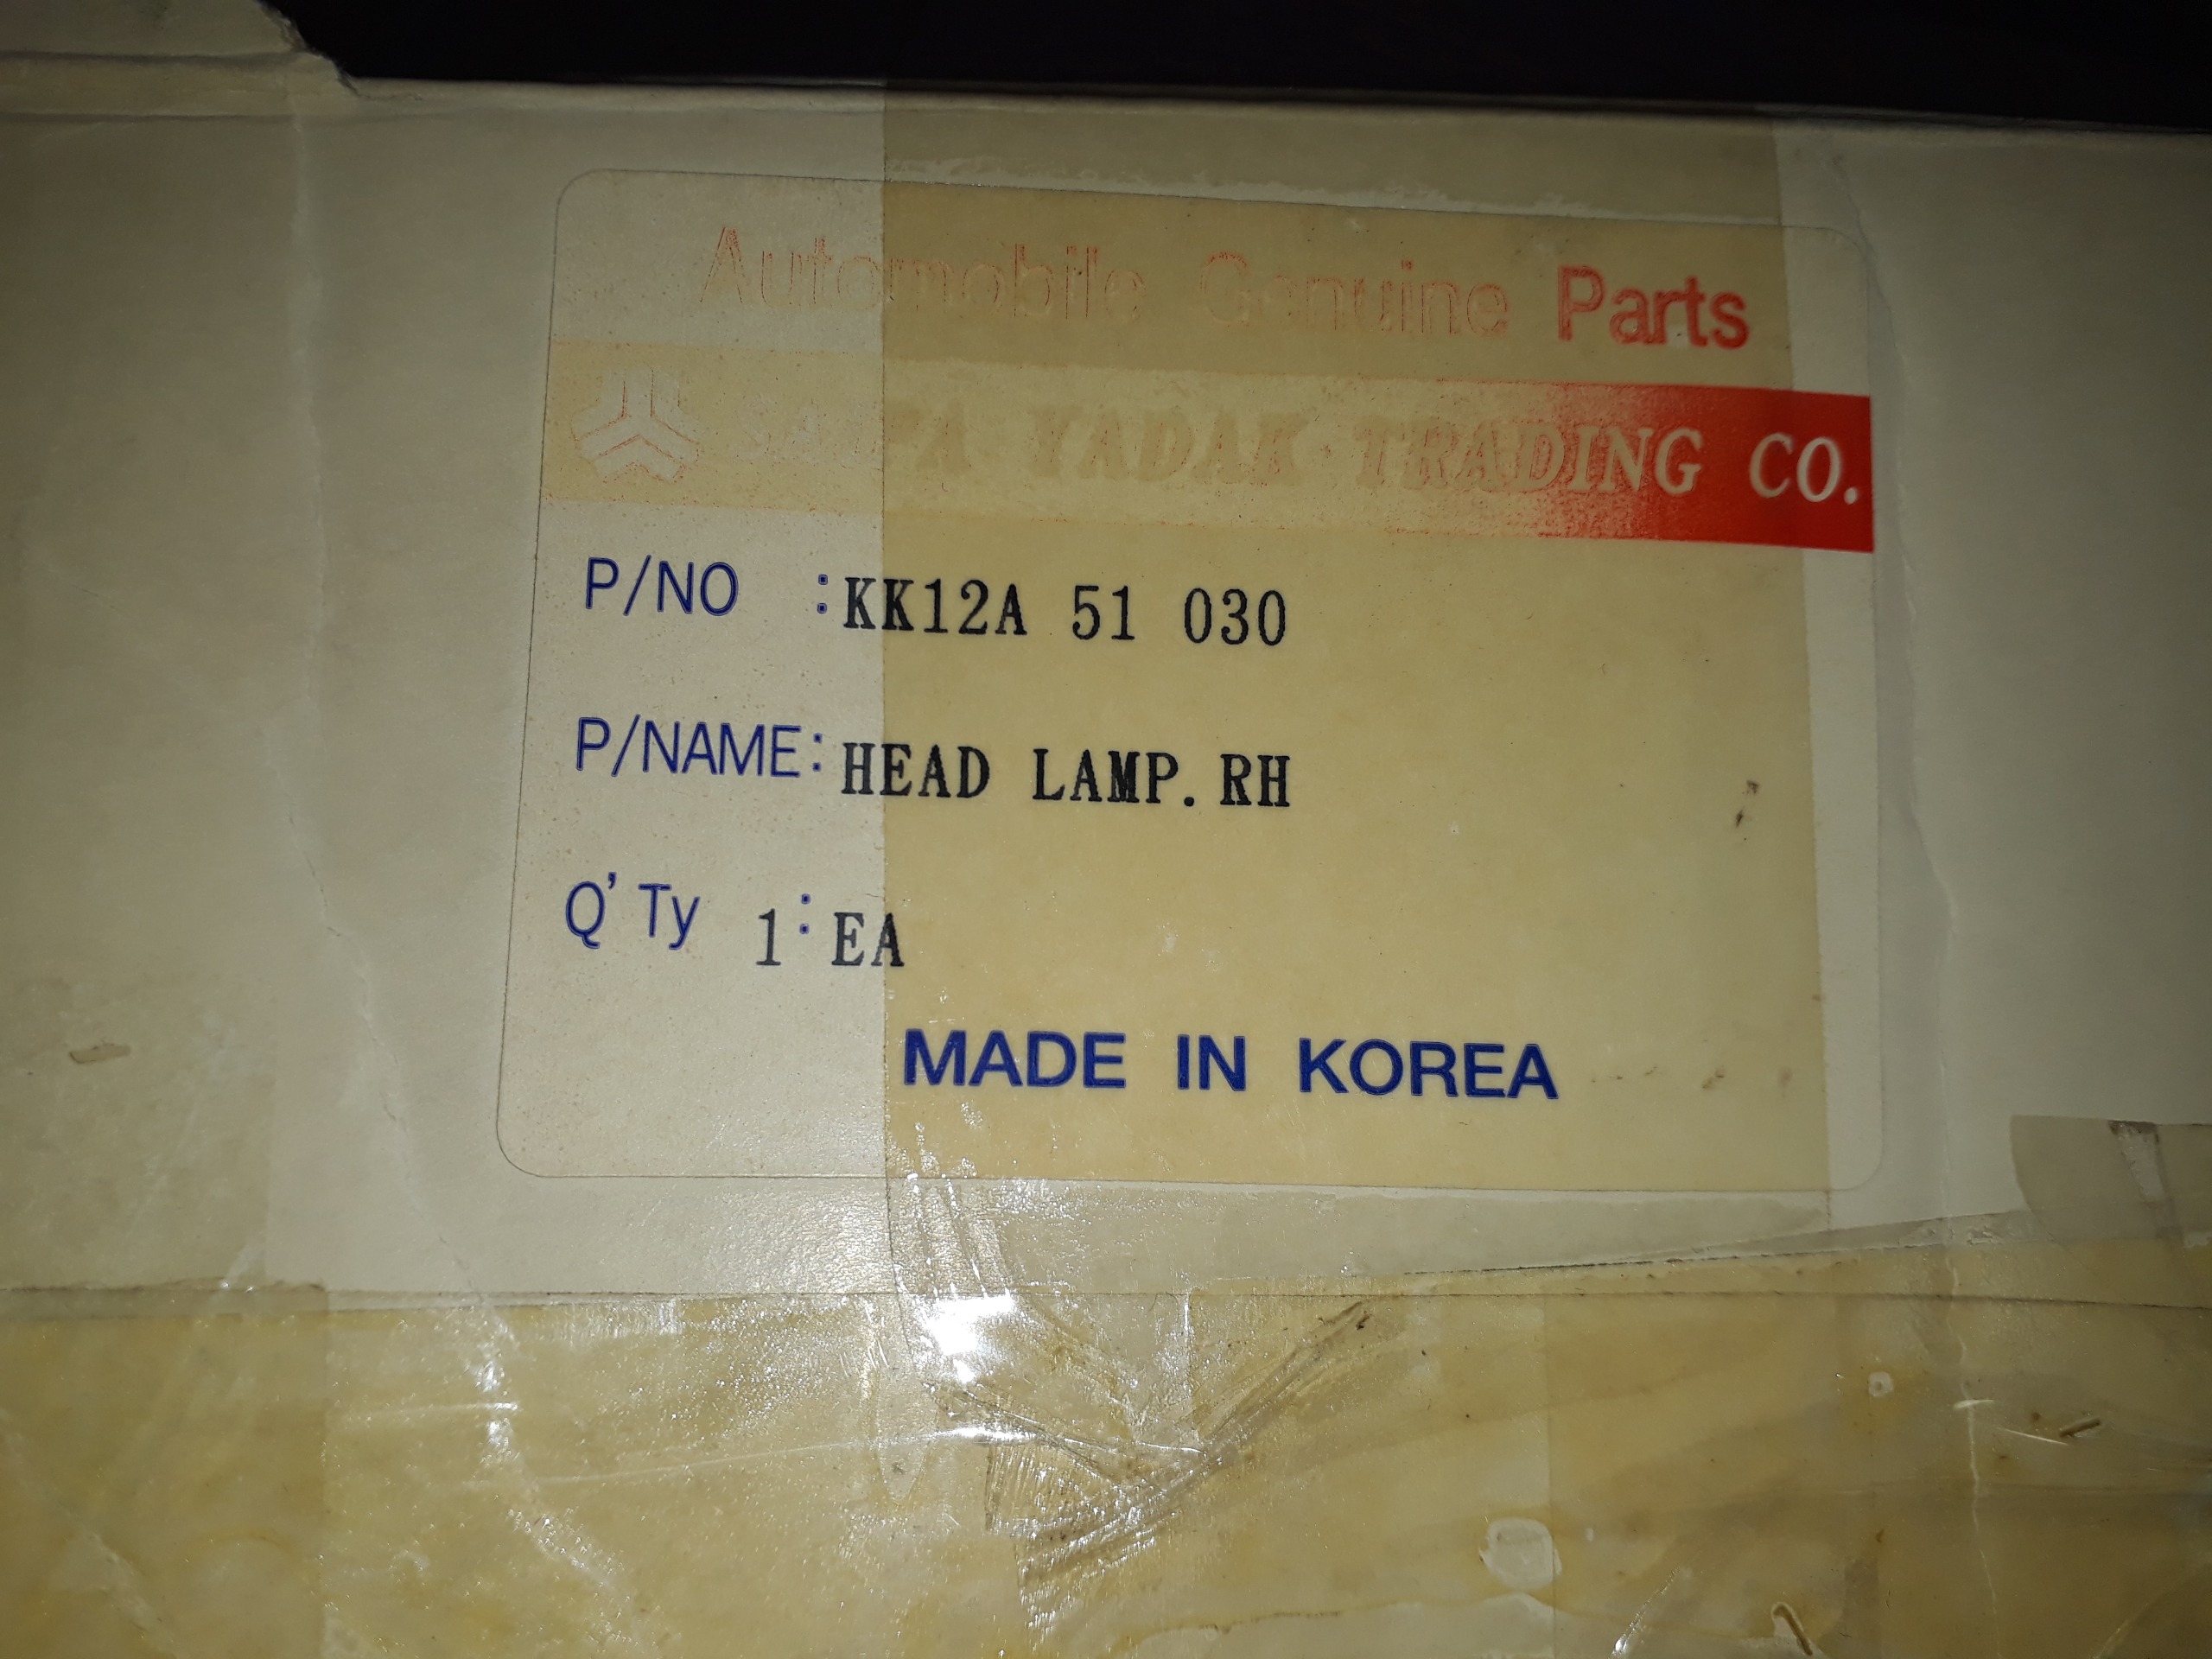 Automobile Genuine Parts
SAIPA YADAK TRADING CO.
P/NO :KK12A 51 030
P/NAME: HEAD LAMP. RH
Q'Ty 1: EA
MADE IN KOREA